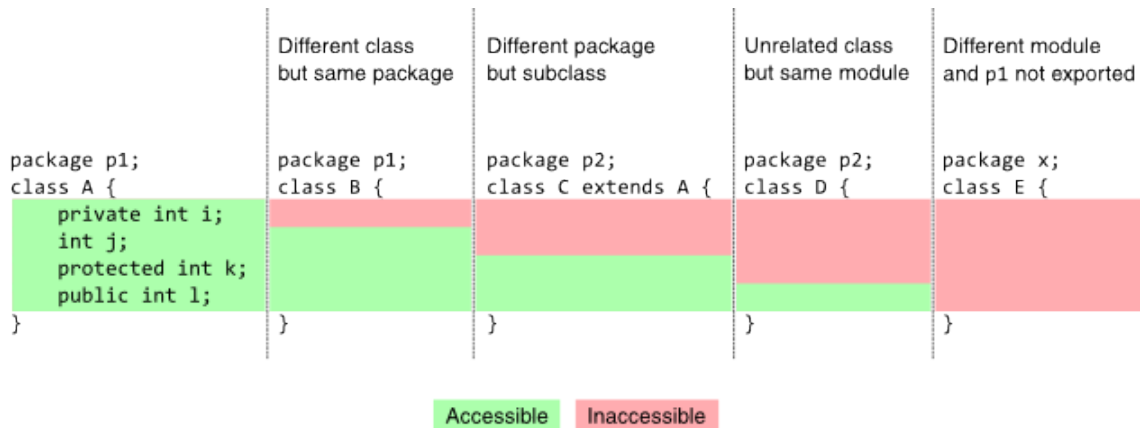 Different class
but same package
Different package
but subclass
Unrelated class
but same module
Different module
and p1 not exported
package p1;
class A {
private int i;
int j;
protected int k;
public int l;
}
package p1;
class B {
}
package p2;
class C extends A {
}
package p2;
class D {
}
package x;
class E {
}
Accessible
Inaccessible